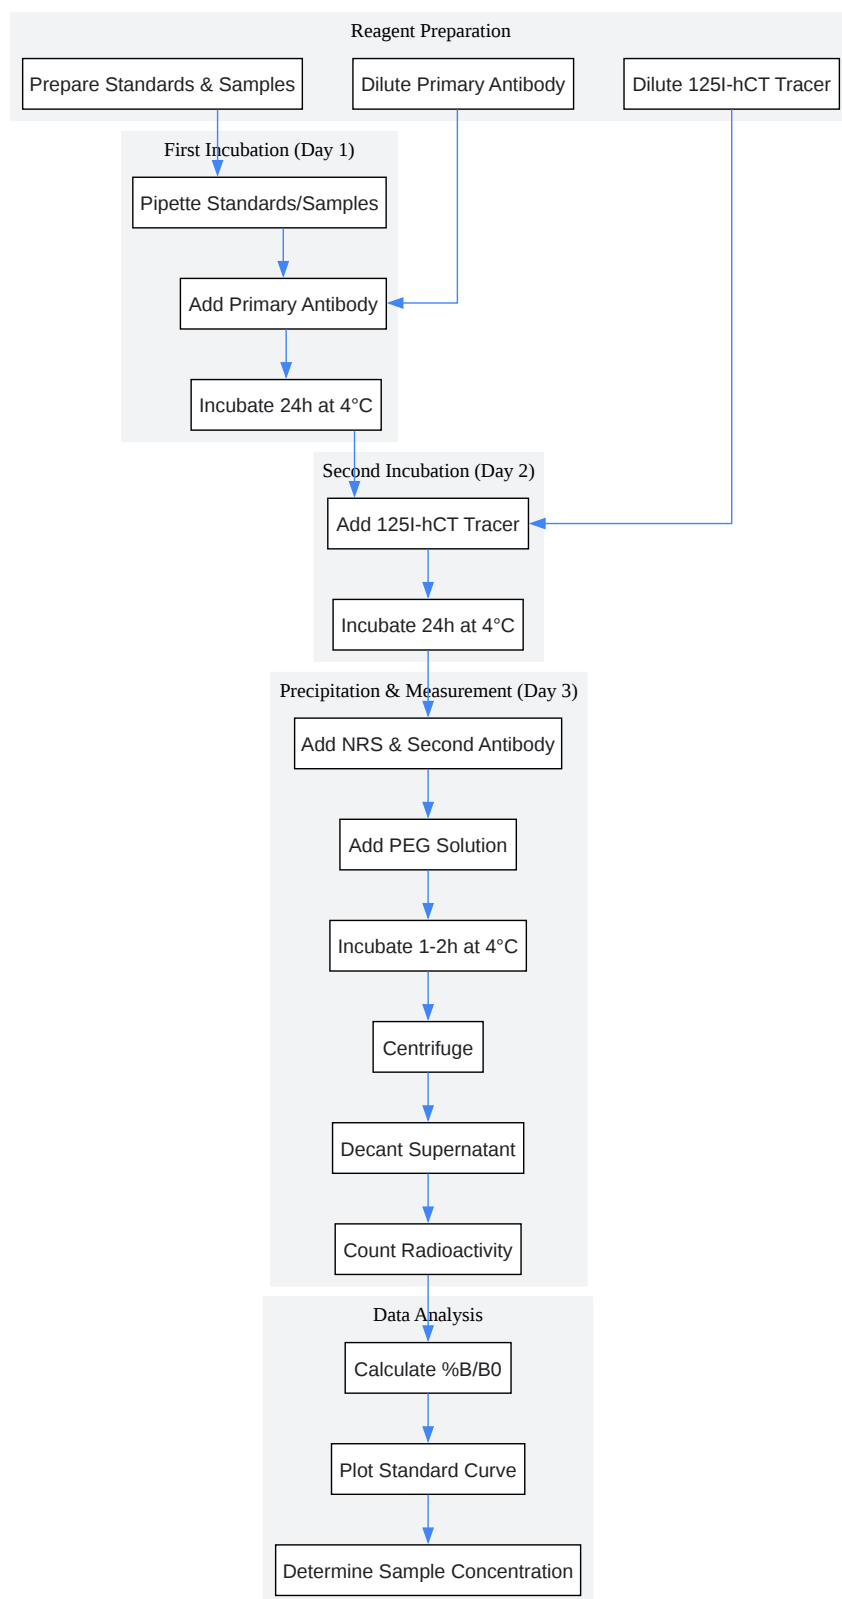 Reagent Preparation
Prepare Standards & Samples
Dilute Primary Antibody
Dilute 125I-hCT Tracer
First Incubation (Day 1)
Pipette Standards/Samples
Add Primary Antibody
Incubate 24h at 4°C
Second Incubation (Day 2)
Add 125I-hCT Tracer
Incubate 24h at 4°C
Precipitation & Measurement (Day 3)
Add NRS & Second Antibody
Add PEG Solution
Incubate 1-2h at 4°C
Centrifuge
Decant Supernatant
Count Radioactivity
Data Analysis
Calculate %B/B0
Plot Standard Curve
Determine Sample Concentration